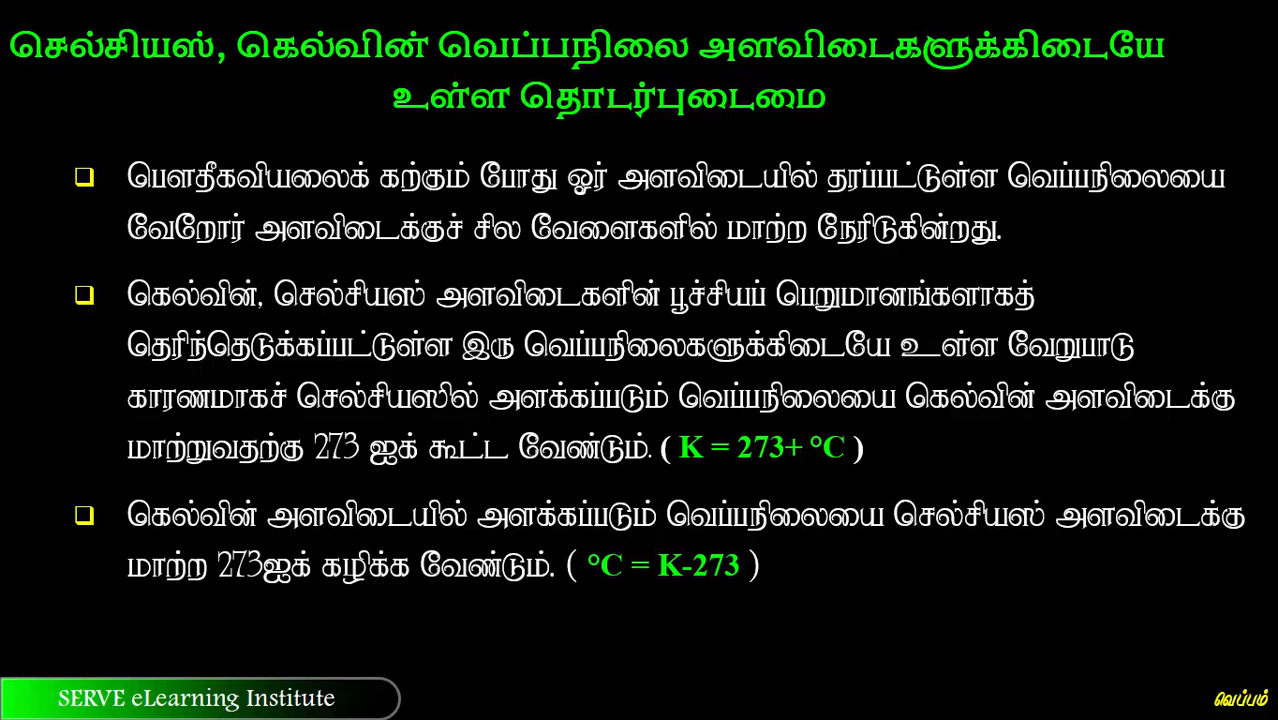 செல்சியஸ், கெல்வின் வெப்பநிலை அளவிடைகளுக்கிடையே
உள்ள தொடர்புடைமை
பௌதீகவியலைக் கற்கும் போது ஓர் அளவிடையில் தரப்பட்டுள்ள வெப்பநிலையை
வேறோர் அளவிடைக்குச் சில வேளைகளில் மாற்ற நேரிடுகின்றது.
கெல்வின், செல்சியஸ் அளவிடைகளின் பூச்சியப் பெறுமானங்களாகத்
தெரிந்தெடுக்கப்பட்டுள்ள இரு வெப்பநிலைகளுக்கிடையே உள்ள வேறுபாடு
காரணமாகச் செல்சியஸில் அளக்கப்படும் வெப்பநிலையை கெல்வின் அளவிடைக்கு
மாற்றுவதற்கு 273 ஐக் கூட்ட வேண்டும். ( K = 273+ °C )
கெல்வின் அளவிடையில் அளக்கப்படும் வெப்பநிலையை செல்சியஸ் அளவிடைக்கு
மாற்ற 273ஐக் கழிக்க வேண்டும். ( °C = K-273 )
SERVE eLearning Institute
வெப்பம்